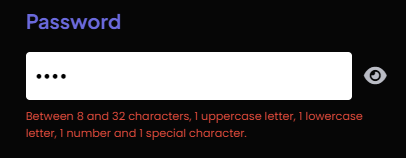 Password
••••
Between 8 and 32 characters, 1 uppercase letter, 1 lowercase
letter, 1 number and 1 special character.